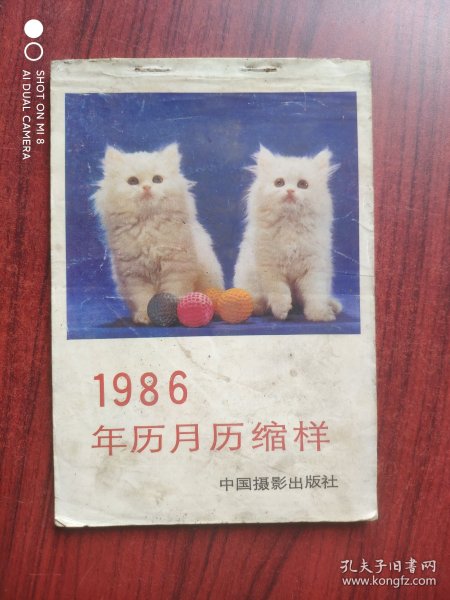 SHOT ON MI 8
AI DUAL CAMERA
1986
年历月历缩样
中国摄影出版社
孔夫子旧书网
www.kongfz.com